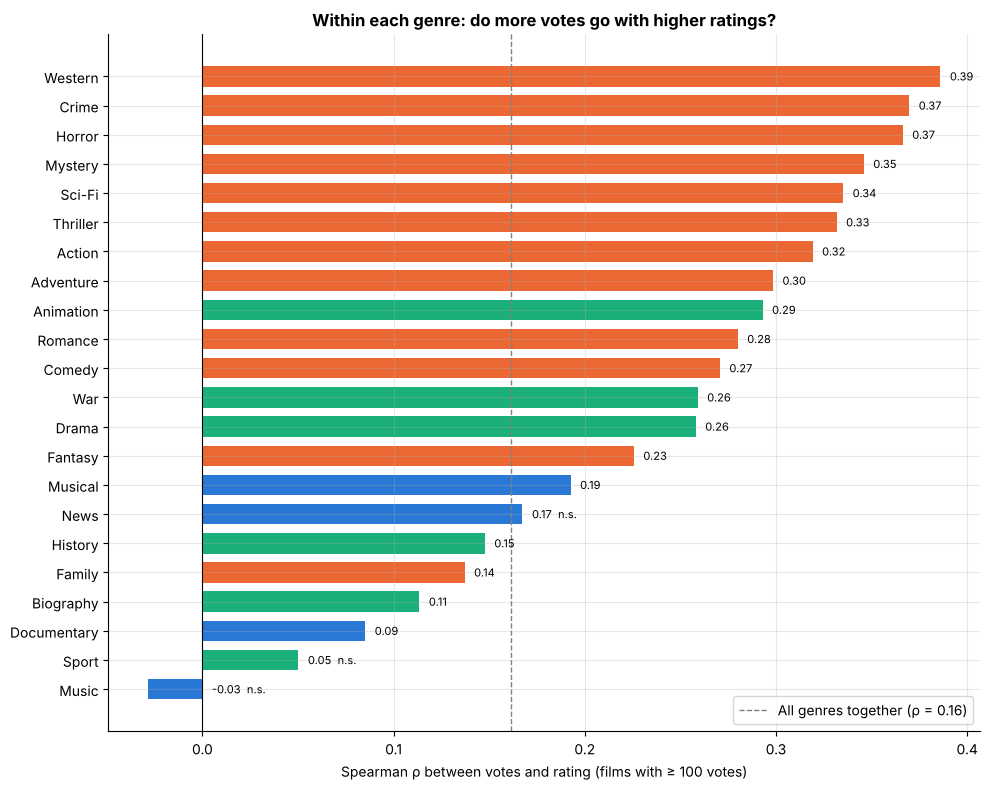 Within each genre: do more votes go with higher ratings?
Western 0.39
Crime 0.37
Horror 0.37
Mystery 0.35
Sci-Fi 0.34
Thriller 0.33
Action 0.32
Adventure 0.30
Animation 0.29
Romance 0.28
Comedy 0.27
War 0.26
Drama 0.26
Fantasy 0.23
Musical 0.19
News 0.17 n.s.
History 0.15
Family 0.14
Biography 0.11
Documentary 0.09
Sport 0.05 n.s.
Music -0.03 n.s.
All genres together (ρ = 0.16)
0.0 0.1 0.2 0.3 0.4
Spearman ρ between votes and rating (films with ≥ 100 votes)